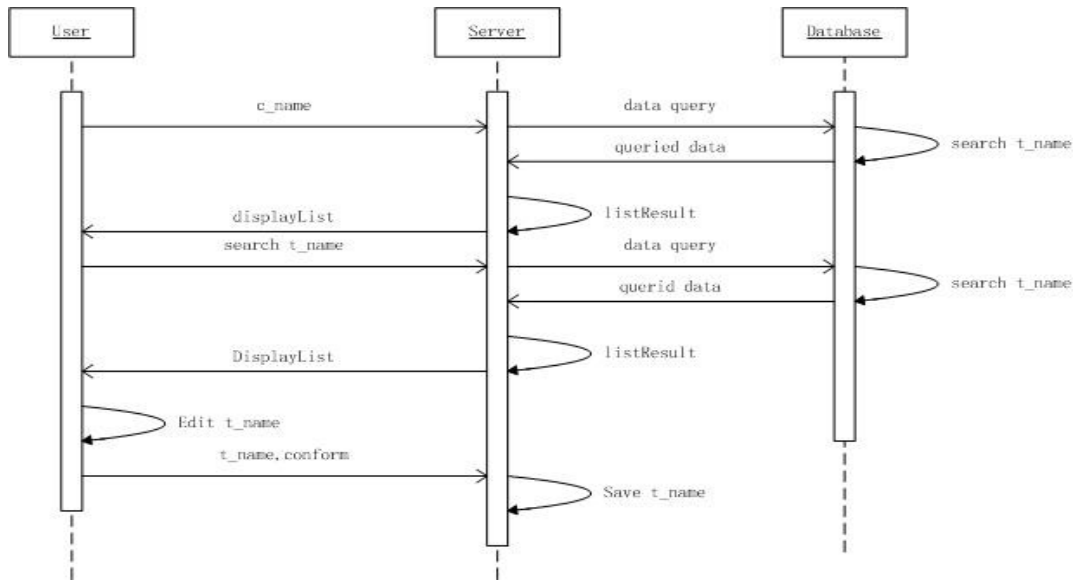 User
Server
Database
c_name
data query
queried data
search t_name
listResult
displayList
search t_name
data query
querid data
search t_name
listResult
DisplayList
Edit t_name
t_name,conform
Save t_name